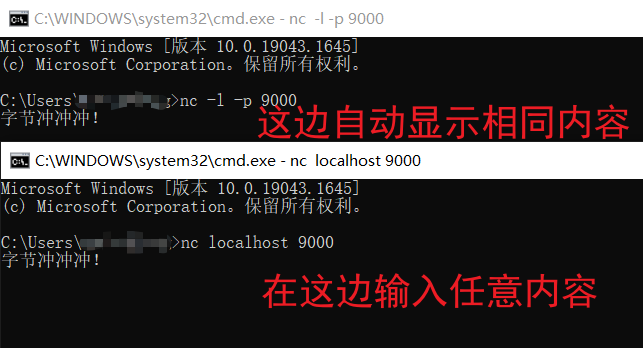 C:\WINDOWS\system32\cmd.exe - nc -l -p 9000
Microsoft Windows [版本 10.0.19043.1645]
(c) Microsoft Corporation。保留所有权利。
C:\Users\ >nc -l -p 9000
字节冲冲冲!
这边自动显示相同内容
C:\WINDOWS\system32\cmd.exe - nc localhost 9000
Microsoft Windows [版本 10.0.19043.1645]
(c) Microsoft Corporation。保留所有权利。
C:\Users\ >nc localhost 9000
字节冲冲冲!
在这边输入任意内容